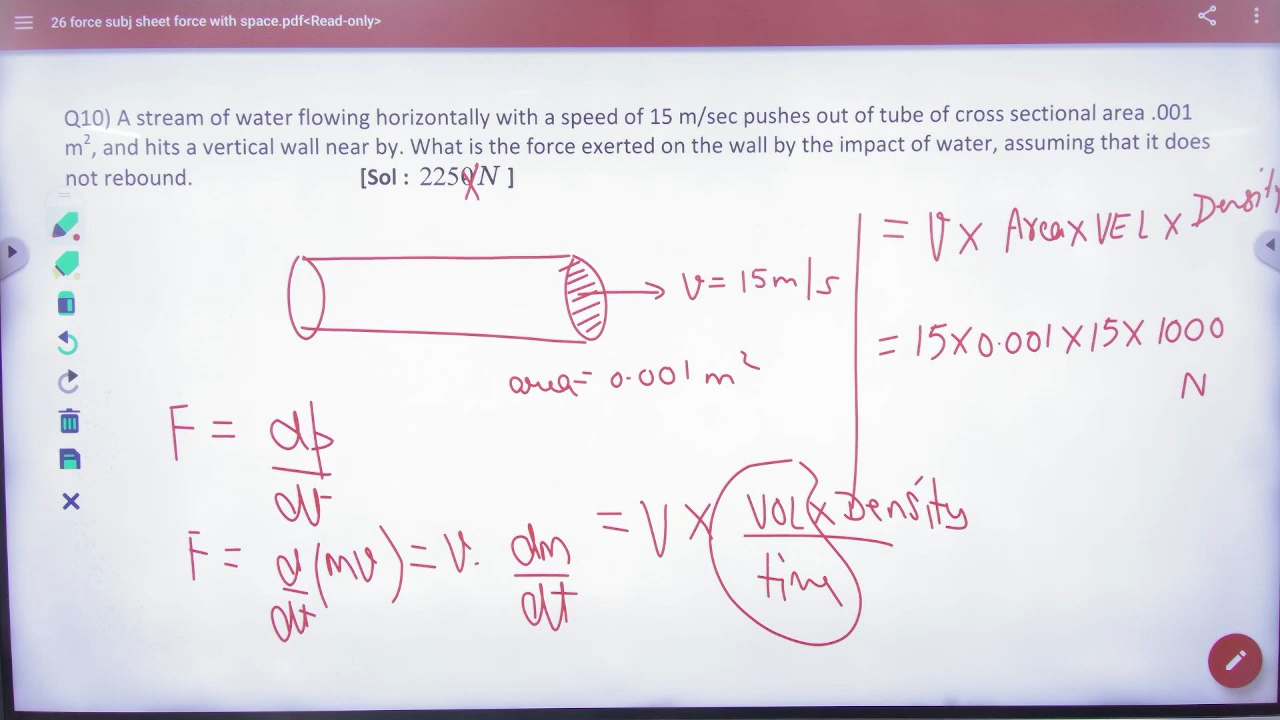 26 force subj sheet force with space.pdf<Read-only>
Q10) A stream of water flowing horizontally with a speed of 15 m/sec pushes out of tube of cross sectional area .001
m², and hits a vertical wall near by. What is the force exerted on the wall by the impact of water, assuming that it does
not rebound. [Sol : 2250N ]
v = 15 m/s
area = 0.001 m²
F = dp/dt
F = d/dt (mv) = v. dm/dt = V × VOL × Density / time
= V × Area × VEL × Density
= 15 × 0.001 × 15 × 1000
N